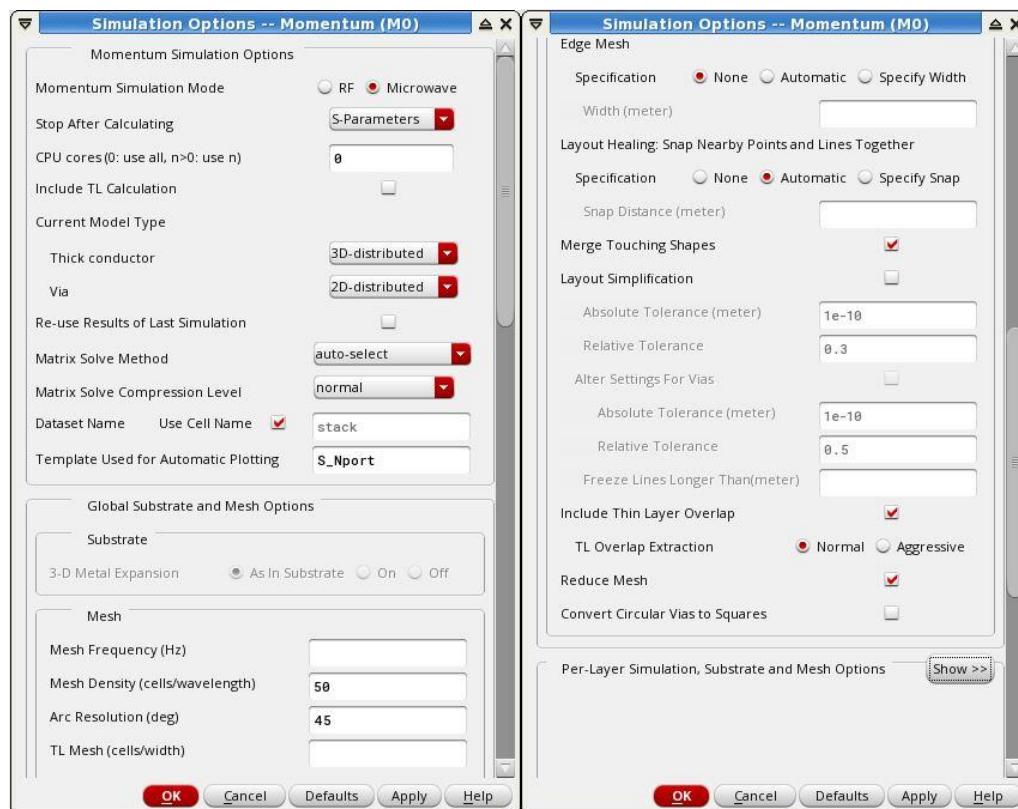 Simulation Options -- Momentum (M0)
Momentum Simulation Options
Momentum Simulation Mode RF Microwave
Stop After Calculating S-Parameters
CPU cores (0: use all, n>0: use n) 0
Include TL Calculation
Current Model Type
Thick conductor 3D-distributed
Via 2D-distributed
Re-use Results of Last Simulation
Matrix Solve Method auto-select
Matrix Solve Compression Level normal
Dataset Name Use Cell Name stack
Template Used for Automatic Plotting S_Nport
Global Substrate and Mesh Options
Substrate
3-D Metal Expansion As In Substrate On Off
Mesh
Mesh Frequency (Hz)
Mesh Density (cells/wavelength) 50
Arc Resolution (deg) 45
TL Mesh (cells/width)
OK Cancel Defaults Apply Help
Simulation Options -- Momentum (M0)
Edge Mesh
Specification None Automatic Specify Width
Width (meter)
Layout Healing: Snap Nearby Points and Lines Together
Specification None Automatic Specify Snap
Snap Distance (meter)
Merge Touching Shapes
Layout Simplification
Absolute Tolerance (meter) 1e-10
Relative Tolerance 0.3
Alter Settings For Vias
Absolute Tolerance (meter) 1e-10
Relative Tolerance 0.5
Freeze Lines Longer Than(meter)
Include Thin Layer Overlap
TL Overlap Extraction Normal Aggressive
Reduce Mesh
Convert Circular Vias to Squares
Per-Layer Simulation, Substrate and Mesh Options Show >>
OK Cancel Defaults Apply Help